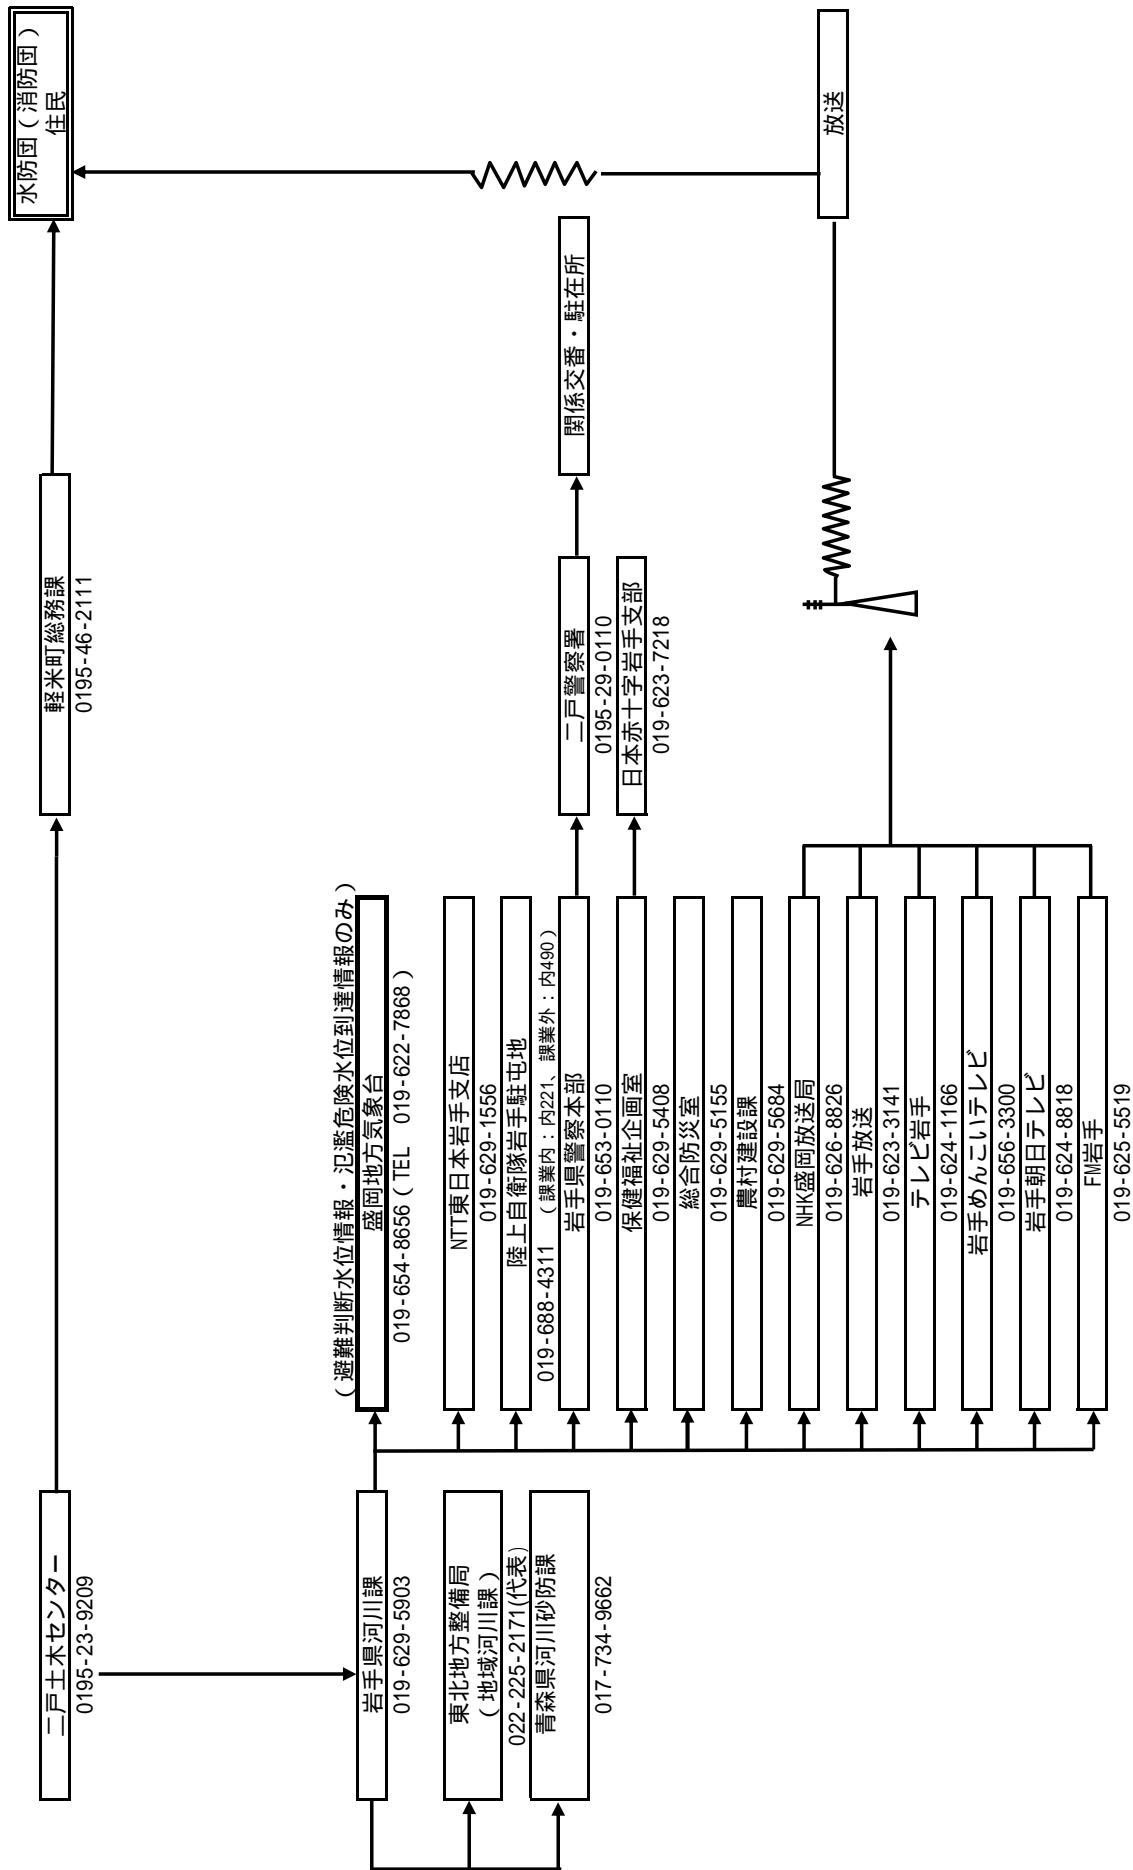 二戸土木センター
0195-23-9209
軽米町総務課
0195-46-2111
水防団（消防団）
住民
（避難判断水位情報・氾濫危険水位到達情報のみ）
岩手県河川課
019-629-5903
盛岡地方気象台
019-654-8656（TEL 019-622-7868）
東北地方整備局
（地域河川課）
022-225-2171(代表)
青森県河川砂防課
017-734-9662
NTT東日本岩手支店
019-629-1556
陸上自衛隊岩手駐屯地
019-688-4311 （課業内：内221、課業外：内490）
岩手県警察本部
019-653-0110
二戸警察署
0195-29-0110
関係交番・駐在所
保健福祉企画室
019-629-5408
日本赤十字岩手支部
019-623-7218
総合防災室
019-629-5155
農村建設課
019-629-5684
NHK盛岡放送局
019-626-8826
放送
岩手放送
019-623-3141
テレビ岩手
019-624-1166
岩手めんこいテレビ
019-656-3300
岩手朝日テレビ
019-624-8818
FM岩手
019-625-5519